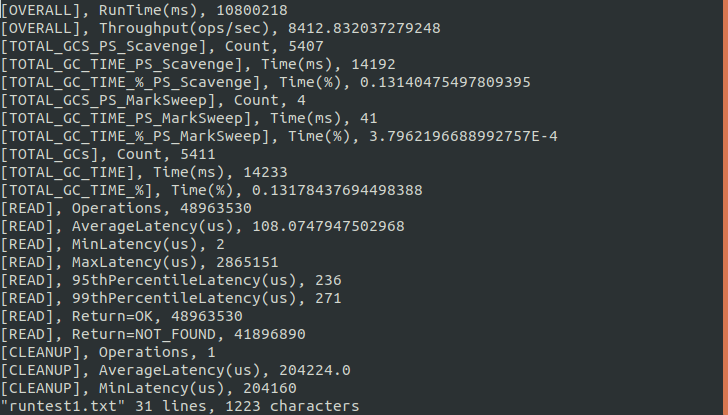 [OVERALL], RunTime(ms), 10800218
[OVERALL], Throughput(ops/sec), 8412.832037279248
[TOTAL_GCS_PS_Scavenge], Count, 5407
[TOTAL_GC_TIME_PS_Scavenge], Time(ms), 14192
[TOTAL_GC_TIME_%_PS_Scavenge], Time(%), 0.13140475497809395
[TOTAL_GCS_PS_MarkSweep], Count, 4
[TOTAL_GC_TIME_PS_MarkSweep], Time(ms), 41
[TOTAL_GC_TIME_%_PS_MarkSweep], Time(%), 3.7962196688992757E-4
[TOTAL_GCs], Count, 5411
[TOTAL_GC_TIME], Time(ms), 14233
[TOTAL_GC_TIME_%], Time(%), 0.13178437694498388
[READ], Operations, 48963530
[READ], AverageLatency(us), 108.0747947502968
[READ], MinLatency(us), 2
[READ], MaxLatency(us), 2865151
[READ], 95thPercentileLatency(us), 236
[READ], 99thPercentileLatency(us), 271
[READ], Return=OK, 48963530
[READ], Return=NOT_FOUND, 41896890
[CLEANUP], Operations, 1
[CLEANUP], AverageLatency(us), 204224.0
[CLEANUP], MinLatency(us), 204160
"runtest1.txt" 31 lines, 1223 characters